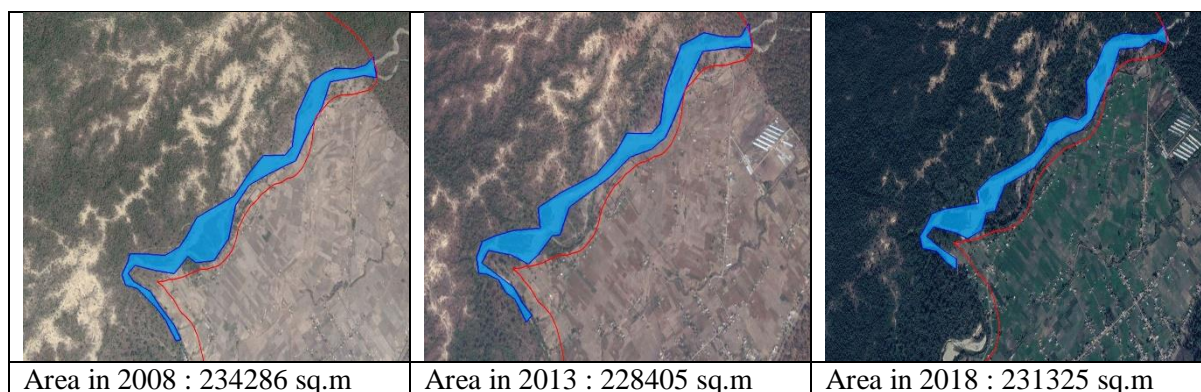 Area in 2008 : 234286 sq.m
Area in 2013 : 228405 sq.m
Area in 2018 : 231325 sq.m